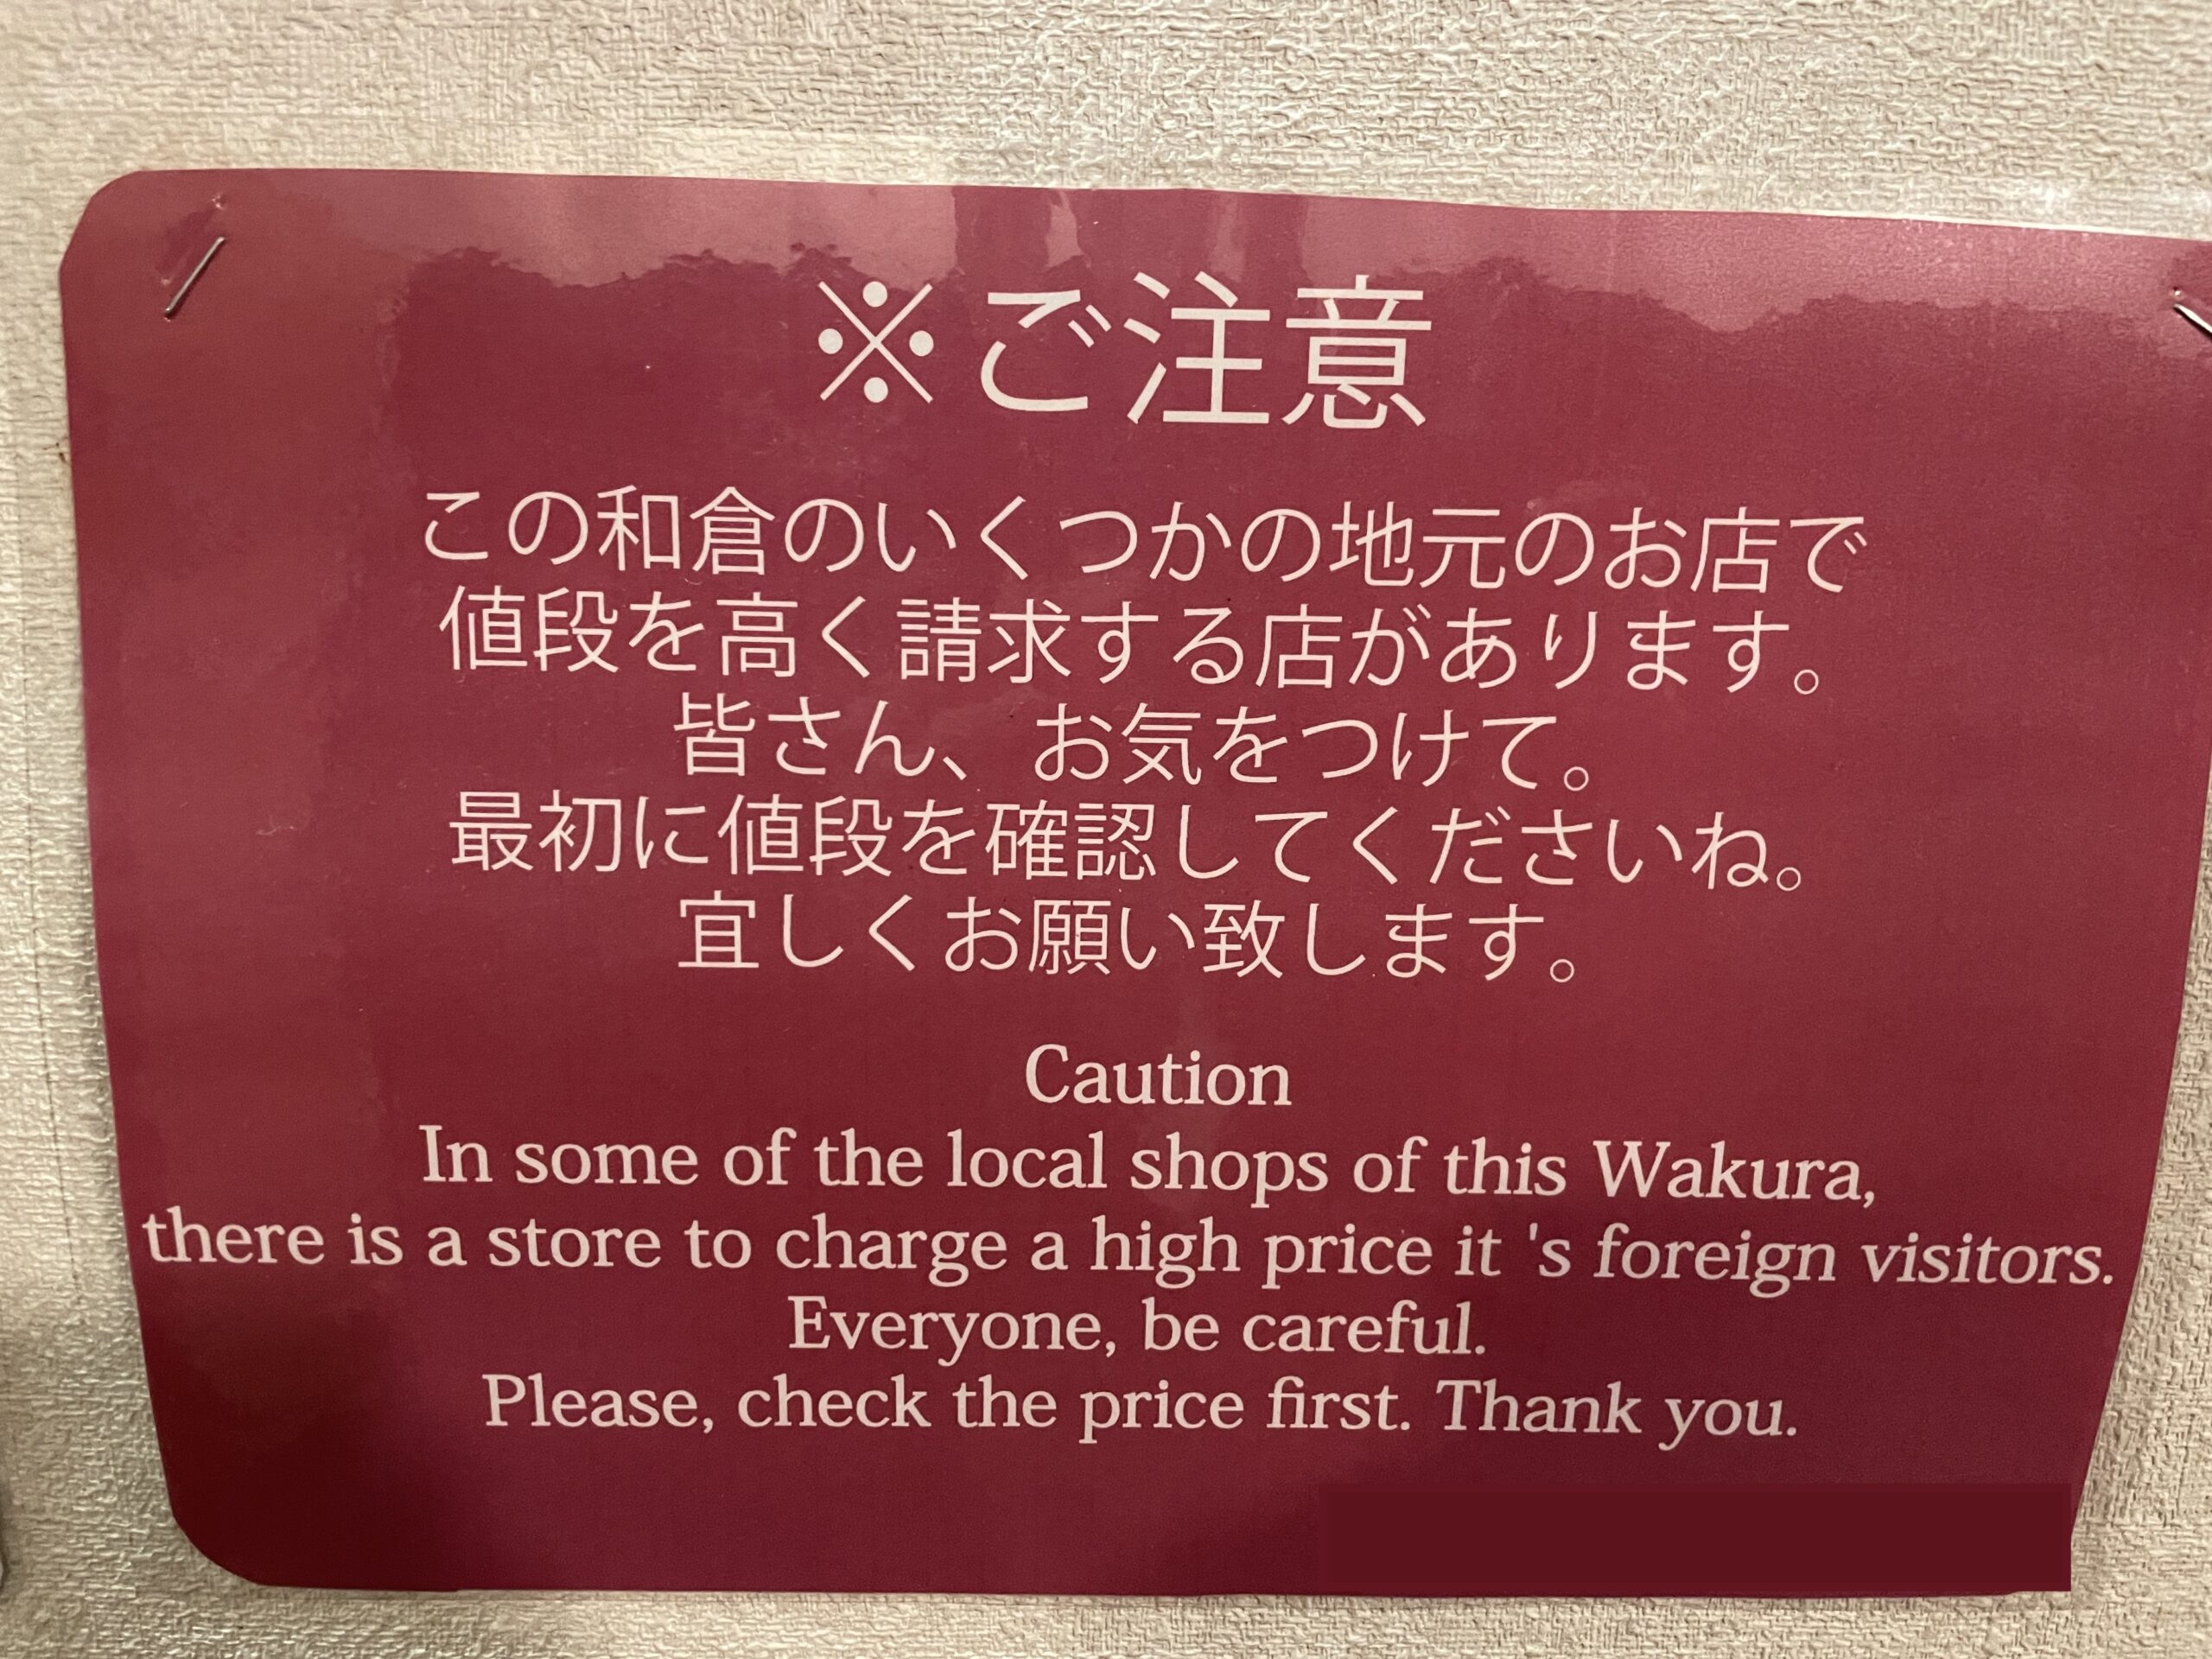 ※ご注意
この和倉のいくつかの地元のお店で
値段を高く請求する店があります。
皆さん、お気をつけて。
最初に値段を確認してくださいね。
宜しくお願い致します。
Caution
In some of the local shops of this Wakura,
there is a store to charge a high price it 's foreign visitors.
Everyone, be careful.
Please, check the price first. Thank you.